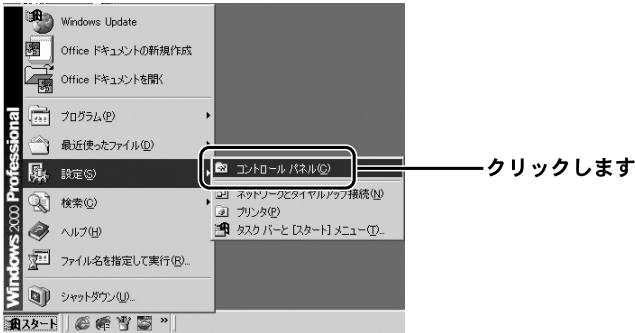 Windows Update
Office ドキュメントの新規作成
Office ドキュメントを開く
プログラム(P)
最近使ったファイル(D)
設定(S)
検索(C)
ヘルプ(H)
ファイル名を指定して実行(R)...
シャットダウン(U)...
Windows 2000 Professional
コントロール パネル(C)
ネットワークとダイヤルアップ接続(N)
プリンタ(P)
タスク バーと [スタート] メニュー(T)...
クリックします
スタート
»